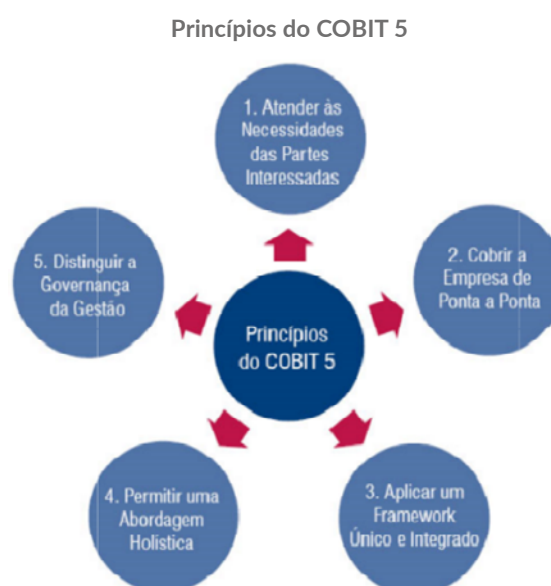 Princípios do COBIT 5
1. Atender às
Necessidades
das Partes
Interessadas
2. Cobrir a
Empresa de
Ponta a Ponta
3. Aplicar um
Framework
Único e Integrado
4. Permitir uma
Abordagem
Holística
5. Distinguir a
Governança
da Gestão
Princípios
do COBIT 5